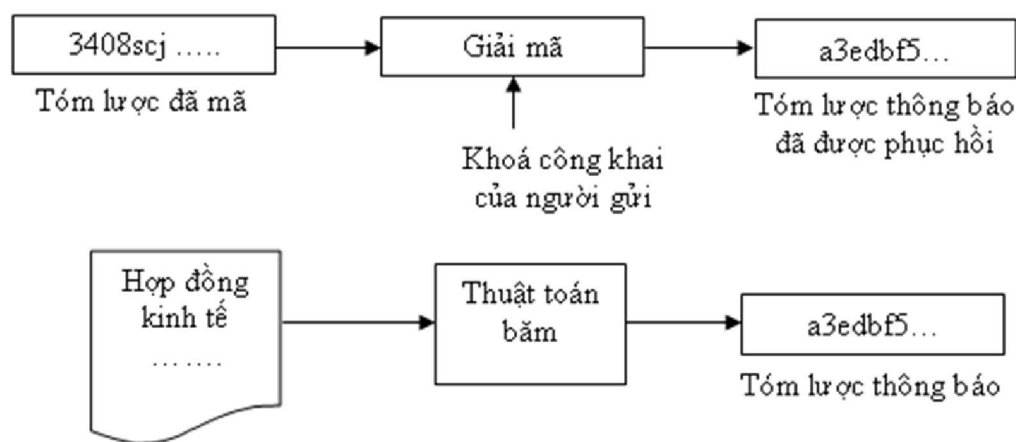 3408scj .....
Giải mã
a3edbf5...
Tóm lược đã mã
Tóm lược thông báo
đã được phục hồi
Khoá công khai
của người gửi
Hợp đồng
kinh tế
... ....
Thuật toán
băm
a3edbf5...
Tóm lược thông báo